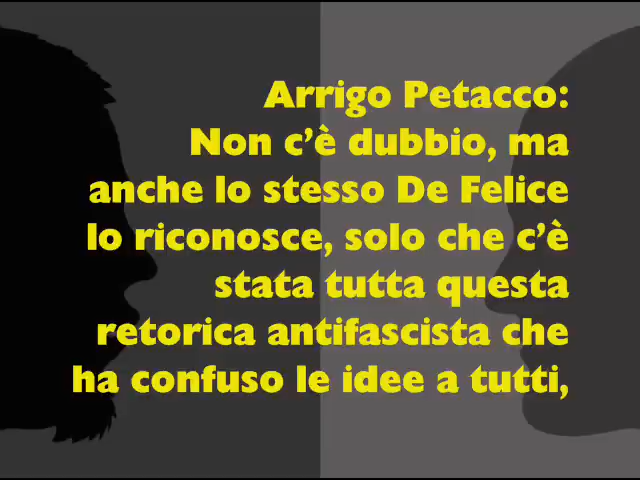 Arrigo Petacco:
Non c’è dubbio, ma
anche lo stesso De Felice
lo riconosce, solo che c’è
stata tutta questa
retorica antifascista che
ha confuso le idee a tutti,